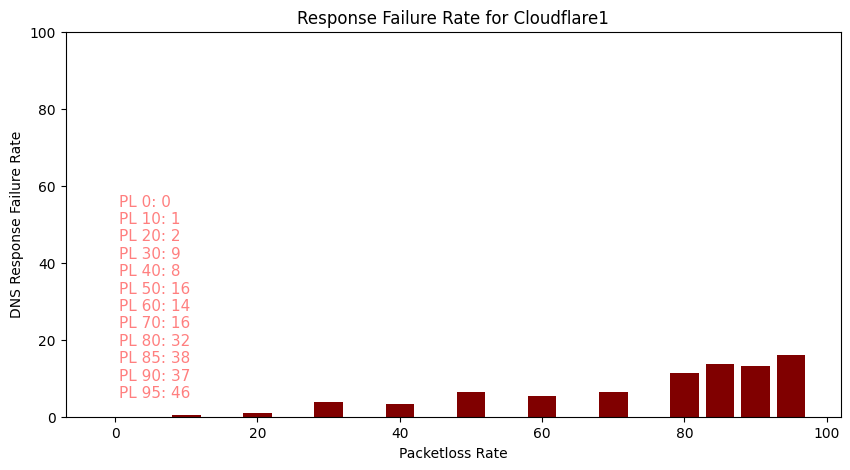 Response Failure Rate for Cloudflare1
100
80
60
40
20
0
DNS Response Failure Rate
PL 0: 0
PL 10: 1
PL 20: 2
PL 30: 9
PL 40: 8
PL 50: 16
PL 60: 14
PL 70: 16
PL 80: 32
PL 85: 38
PL 90: 37
PL 95: 46
0 20 40 60 80 100
Packetloss Rate